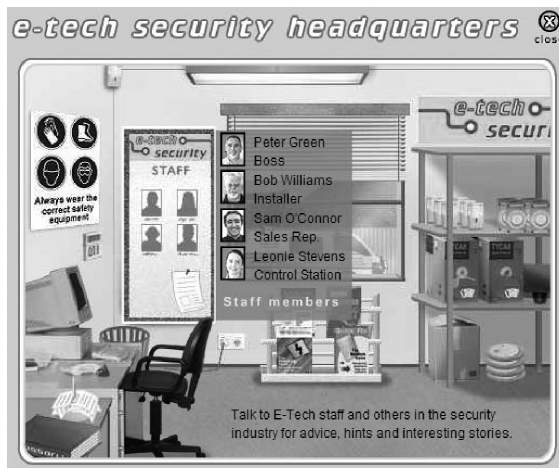 e-tech security headquarters
close
e-tech
security
STAFF
Always wear the
correct safety
equipment
Peter Green
Boss
Bob Williams
Installer
Sam O'Connor
Sales Rep.
Leonie Stevens
Control Station
Staff members
e-tech
TYCAB
TYCAB
Talk to E-Tech staff and others in the security
industry for advice, hints and interesting stories.